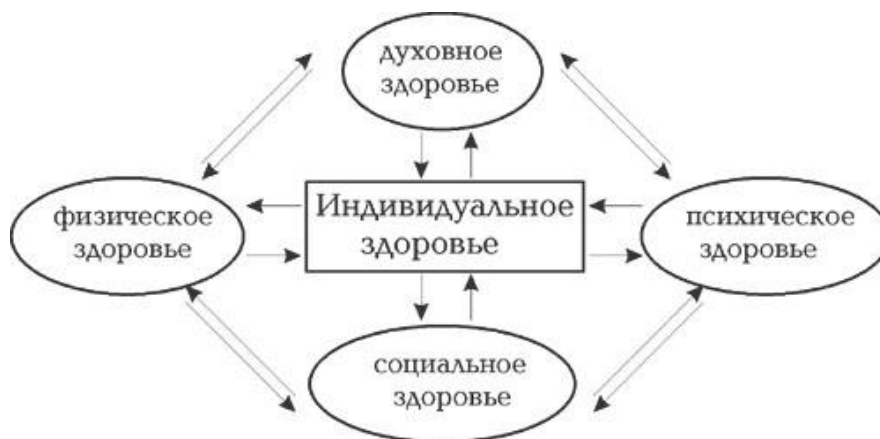 духовное
здоровье
физическое
здоровье
Индивидуальное
здоровье
психическое
здоровье
социальное
здоровье